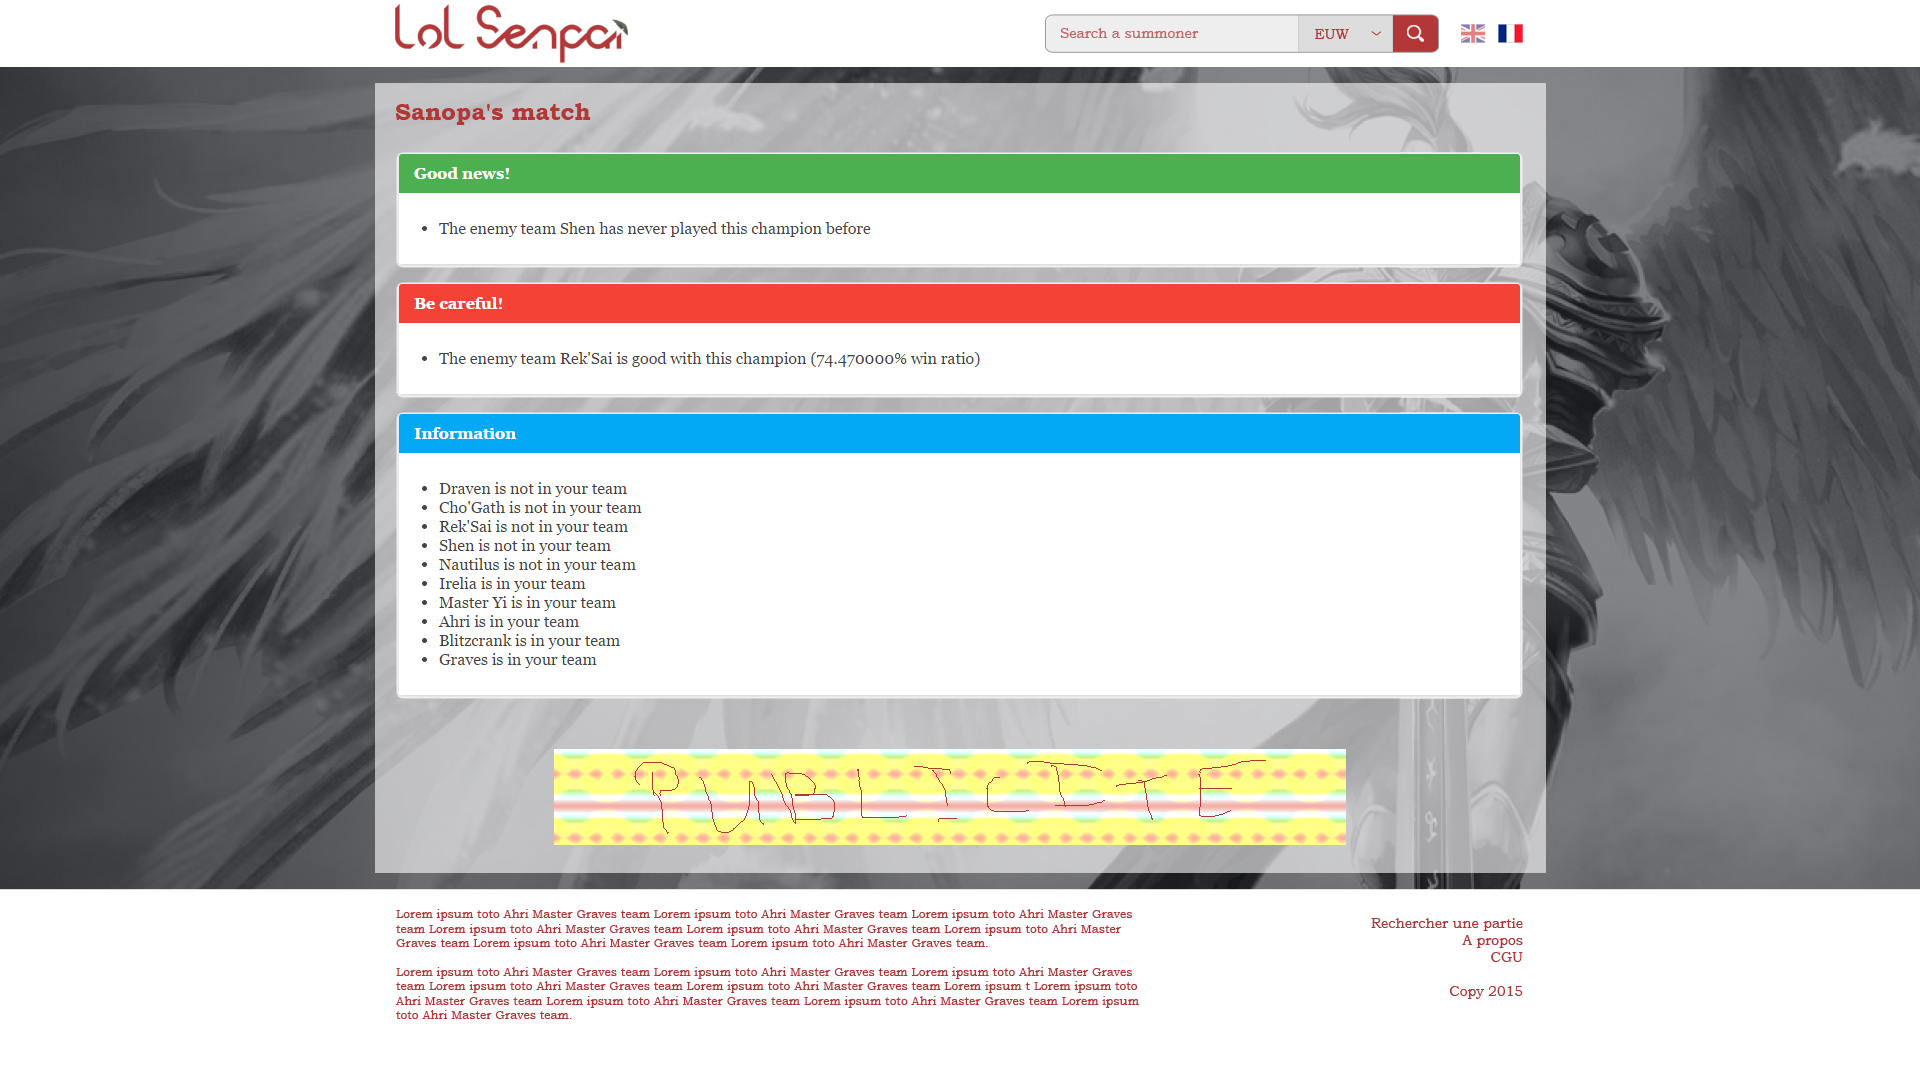 LoL Senpai
Search a summoner
EUW
Sanopa's match
Good news!
The enemy team Shen has never played this champion before
Be careful!
The enemy team Rek'Sai is good with this champion (74.470000% win ratio)
Information
Draven is not in your team
Cho'Gath is not in your team
Rek'Sai is not in your team
Shen is not in your team
Nautilus is not in your team
Irelia is in your team
Master Yi is in your team
Ahri is in your team
Blitzcrank is in your team
Graves is in your team
PUBLICITE
Lorem ipsum toto Ahri Master Graves team Lorem ipsum toto Ahri Master Graves team Lorem ipsum toto Ahri Master Graves
team Lorem ipsum toto Ahri Master Graves team Lorem ipsum toto Ahri Master Graves team Lorem ipsum toto Ahri Master
Graves team Lorem ipsum toto Ahri Master Graves team Lorem ipsum toto Ahri Master Graves team.
Lorem ipsum toto Ahri Master Graves team Lorem ipsum toto Ahri Master Graves team Lorem ipsum toto Ahri Master Graves
team Lorem ipsum toto Ahri Master Graves team Lorem ipsum toto Ahri Master Graves team Lorem ipsum t Lorem ipsum toto
Ahri Master Graves team Lorem ipsum toto Ahri Master Graves team Lorem ipsum toto Ahri Master Graves team Lorem ipsum
toto Ahri Master Graves team.
Rechercher une partie
A propos
CGU
Copy 2015